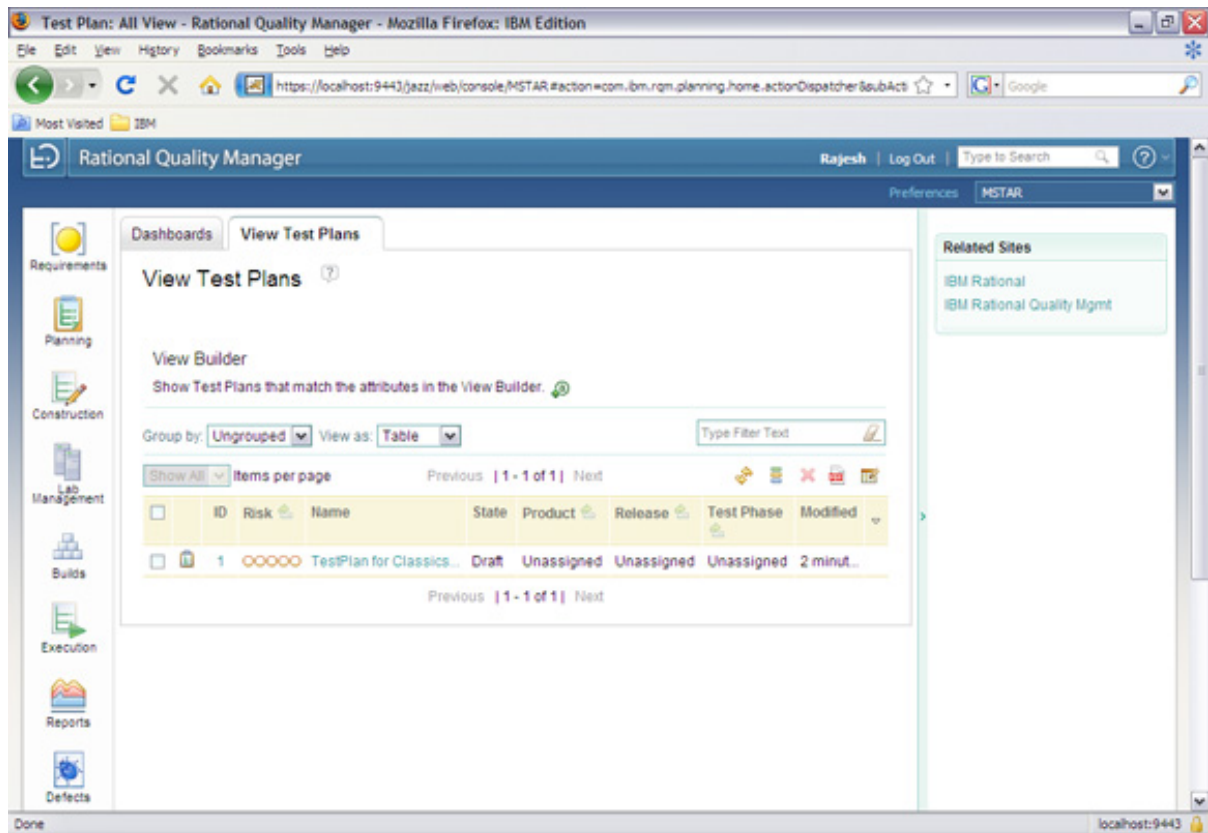 Test Plan: All View - Rational Quality Manager - Mozilla Firefox: IBM Edition
File Edit View History Bookmarks Tools Help
https://localhost:9443/jazz/web/console/MSTAR#action=com.ibm.rqm.planning.home.actionDispatcher&subActi
Google
Most Visited IBM
Rational Quality Manager
Rajesh | Log Out | Type to Search
Preferences MSTAR
Dashboards View Test Plans
Related Sites
IBM Rational
IBM Rational Quality Mgmt
Requirements
Planning
Construction
Lab Management
Builds
Execution
Reports
Defects
View Test Plans ?
View Builder
Show Test Plans that match the attributes in the View Builder.
Group by: Ungrouped View as: Table Type Filter Text
Show All Items per page Previous | 1 - 1 of 1 | Next
ID Risk Name State Product Release Test Phase Modified
1 TestPlan for Classics... Draft Unassigned Unassigned Unassigned 2 minut...
Previous | 1 - 1 of 1 | Next
Done localhost:9443